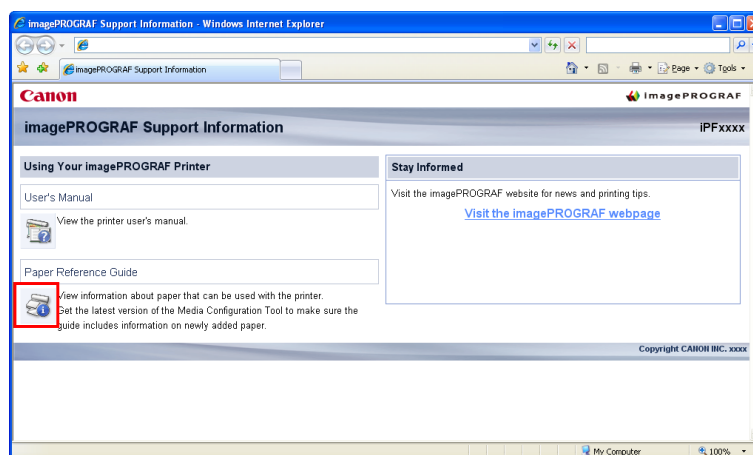 imagePROGRAF Support Information - Windows Internet Explorer
imagePROGRAF Support Information
Page
Tools
Canon
imagePROGRAF
imagePROGRAF Support Information
iPFxxxx
Using Your imagePROGRAF Printer
User's Manual
View the printer user's manual.
Paper Reference Guide
View information about paper that can be used with the printer.
Get the latest version of the Media Configuration Tool to make sure the
guide includes information on newly added paper.
Stay Informed
Visit the imagePROGRAF website for news and printing tips.
Visit the imagePROGRAF webpage
Copyright CANON INC. xxxx
My Computer
100%